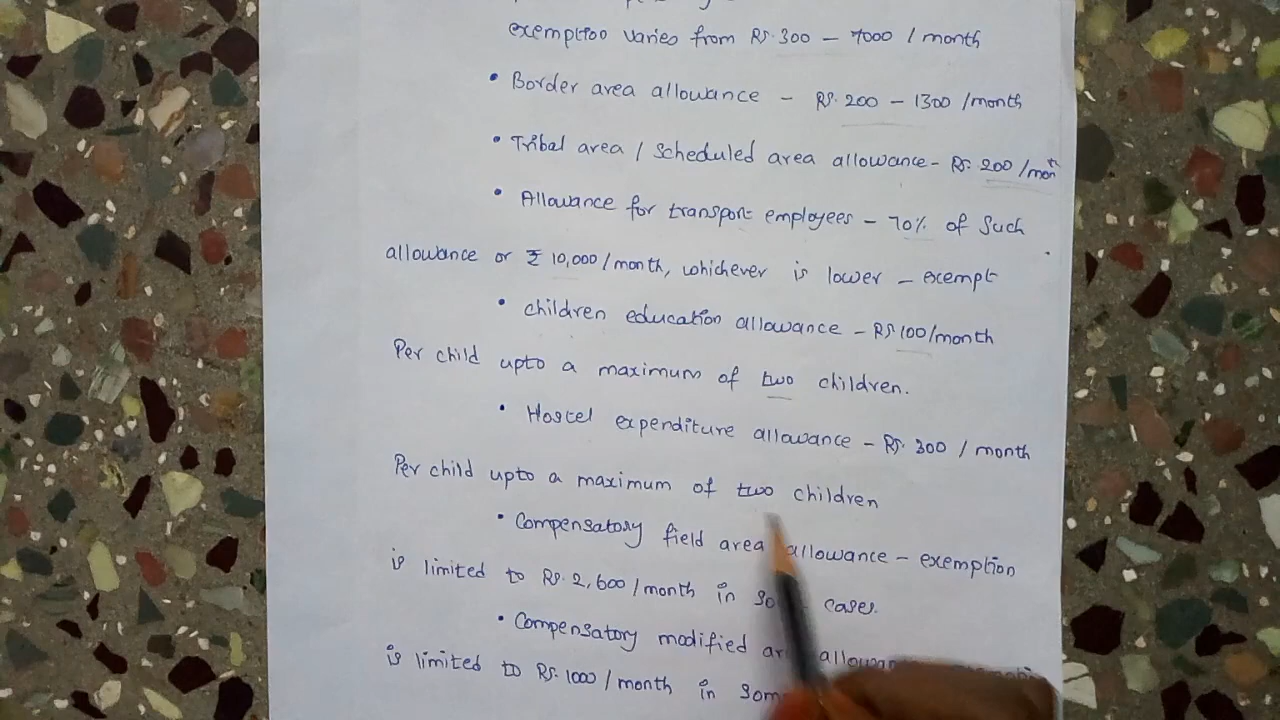 exemption varies from Rs. 300 – 7000 / month
• Border area allowance – Rs. 200 – 1300 /month
• Tribal area / Scheduled area allowance – Rs. 200 /mon
• Allowance for transport employees – 70% of Such
allowance or ₹ 10,000 / month, whichever is lower – exempt
• children education allowance – Rs 100/month
Per child upto a maximum of two children.
• Hostel expenditure allowance – Rs. 300 / month
Per child upto a maximum of two children
• Compensatory field area allowance – exemption
is limited to Rs. 2,600 / month in cases.
• Compensatory modified
is limited to Rs. 1000 / month in